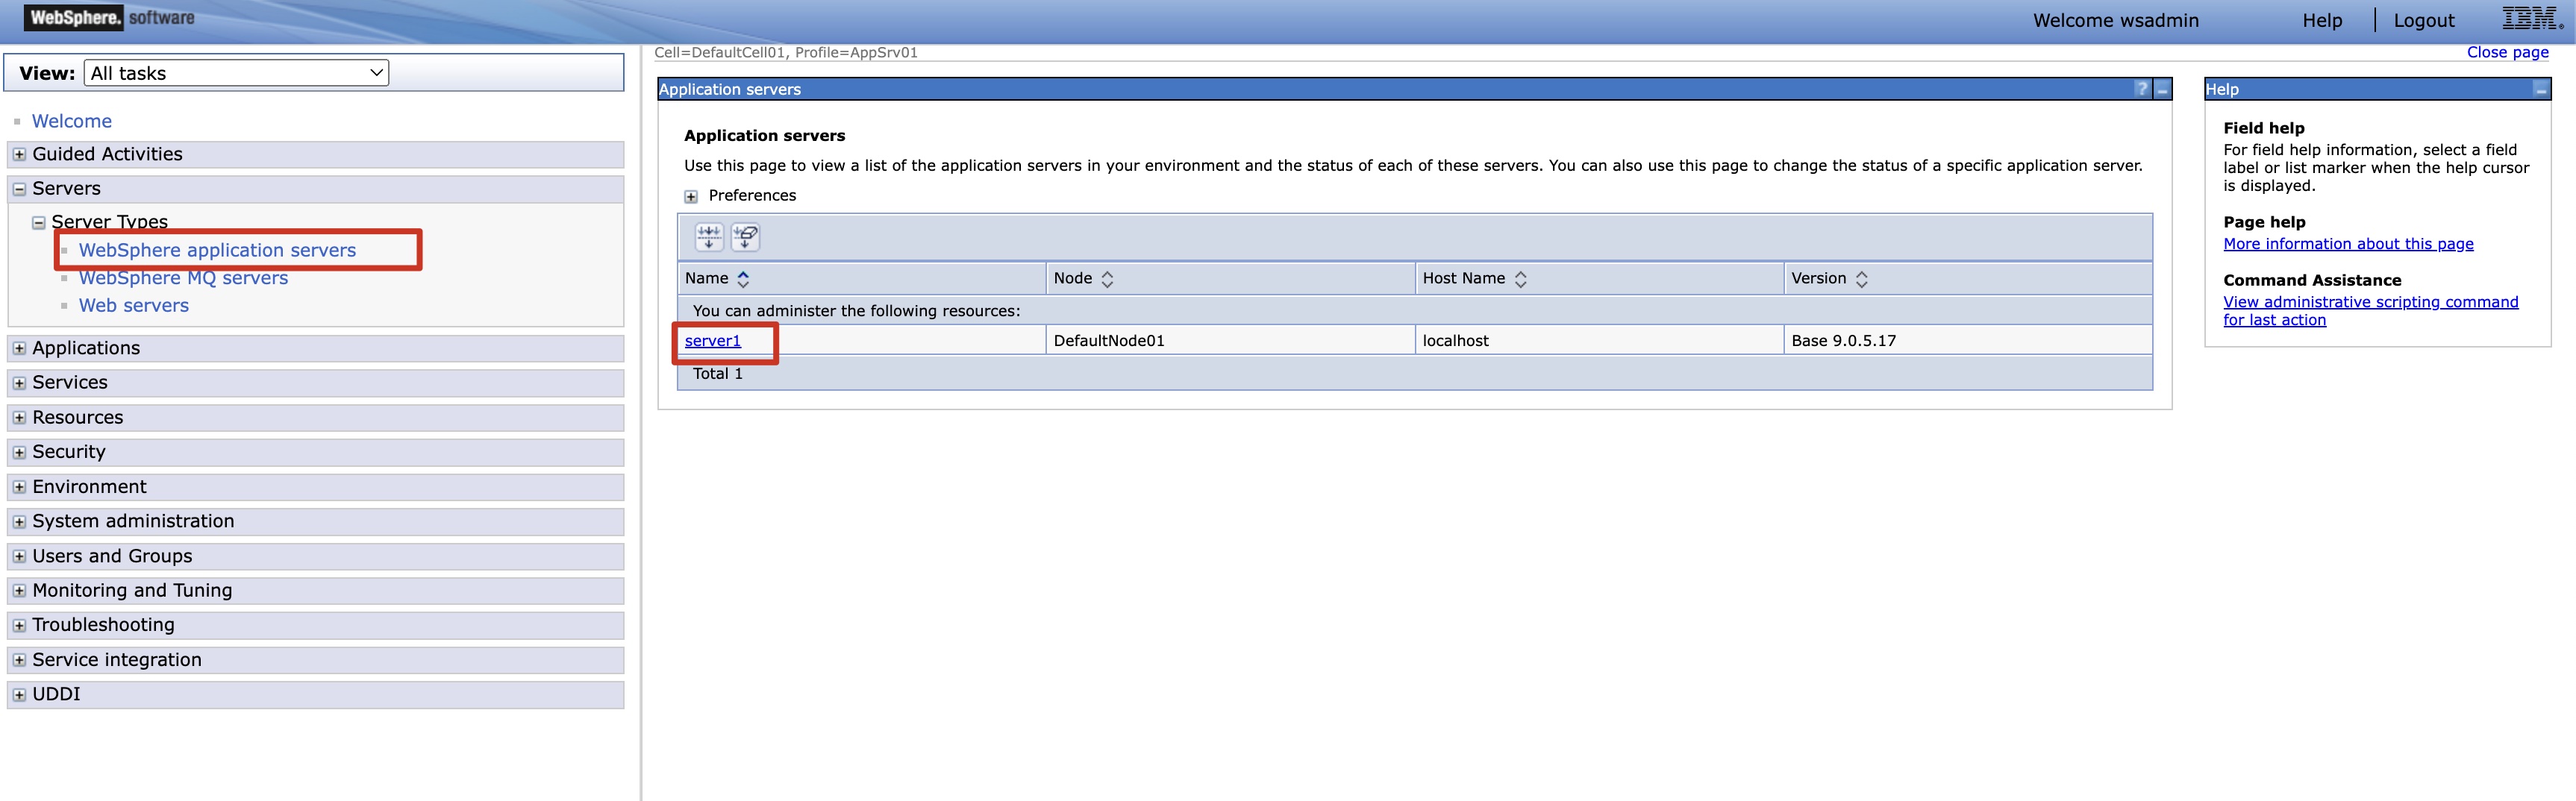 WebSphere. software
Welcome wsadmin
Help
Logout
IBM.
View: All tasks
Welcome
Guided Activities
Servers
Server Types
WebSphere application servers
WebSphere MQ servers
Web servers
Applications
Services
Resources
Security
Environment
System administration
Users and Groups
Monitoring and Tuning
Troubleshooting
Service integration
UDDI
Cell=DefaultCell01, Profile=AppSrv01
Close page
Application servers
?
Application servers
Use this page to view a list of the application servers in your environment and the status of each of these servers. You can also use this page to change the status of a specific application server.
Preferences
Name Node Host Name Version
You can administer the following resources:
server1 DefaultNode01 localhost Base 9.0.5.17
Total 1
Help
Field help
For field help information, select a field
label or list marker when the help cursor
is displayed.
Page help
More information about this page
Command Assistance
View administrative scripting command
for last action